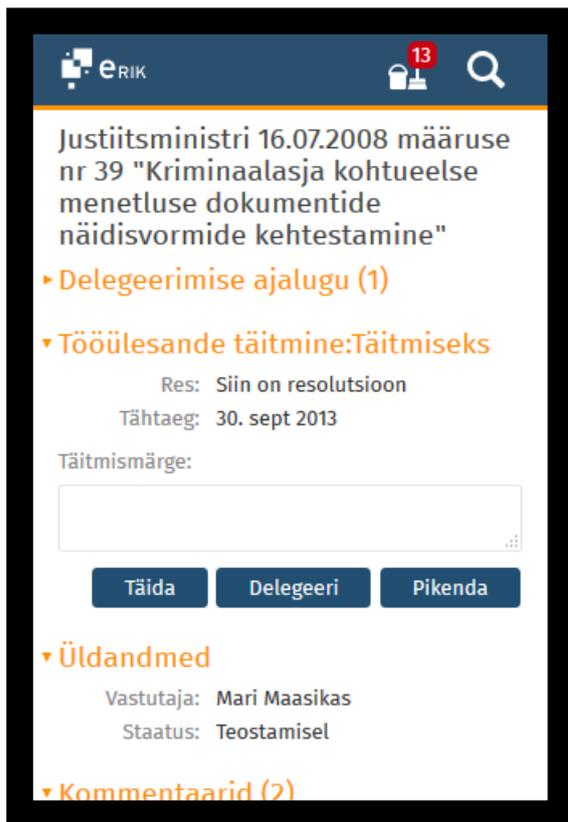 eRIK
13
Justiitsministri 16.07.2008 määruse
nr 39 "Kriminaalasja kohtueelse
menetluse dokumentide
näidisvormide kehtestamine"
Delegeerimise ajalugu (1)
Tööülesande täitmine:Täitmiseks
Res: Siin on resolutsioon
Tähtaeg: 30. sept 2013
Täitmismärge:
Täida Delegeeri Pikenda
Üldandmed
Vastutaja: Mari Maasikas
Staatus: Teostamisel
Kommentaarid (2)